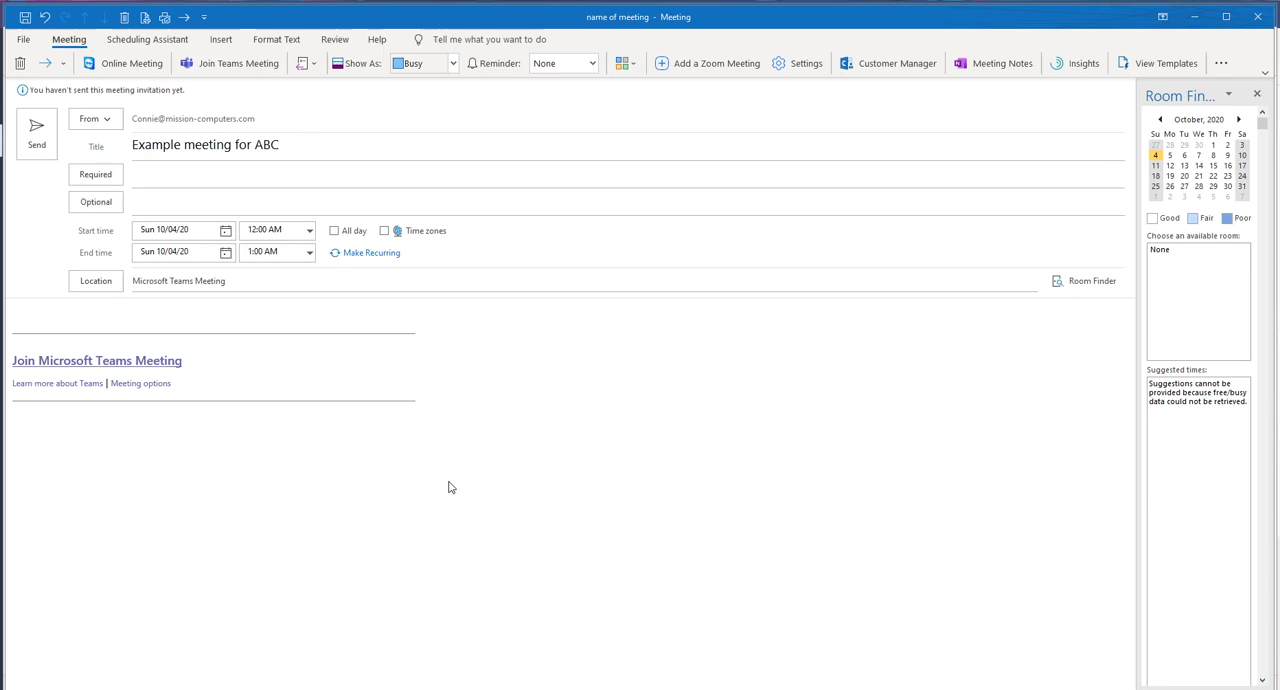 name of meeting - Meeting
File Meeting Scheduling Assistant Insert Format Text Review Help Tell me what you want to do
Online Meeting Join Teams Meeting Show As: Busy Reminder: None Add a Zoom Meeting Settings Customer Manager Meeting Notes Insights View Templates ...
You haven't sent this meeting invitation yet.
Send
From Connie@mission-computers.com
Title Example meeting for ABC
Required
Optional
Start time Sun 10/04/20 12:00 AM All day Time zones
End time Sun 10/04/20 1:00 AM Make Recurring
Location Microsoft Teams Meeting Room Finder
Join Microsoft Teams Meeting
Learn more about Teams | Meeting options
Room Fin...
October, 2020
Su Mo Tu We Th Fr Sa
27 28 29 30 1 2 3
4 5 6 7 8 9 10
11 12 13 14 15 16 17
18 19 20 21 22 23 24
25 26 27 28 29 30 31
1 2 3 4 5 6 7
Good Fair Poor
Choose an available room:
None
Suggested times:
Suggestions cannot be
provided because free/busy
data could not be retrieved.